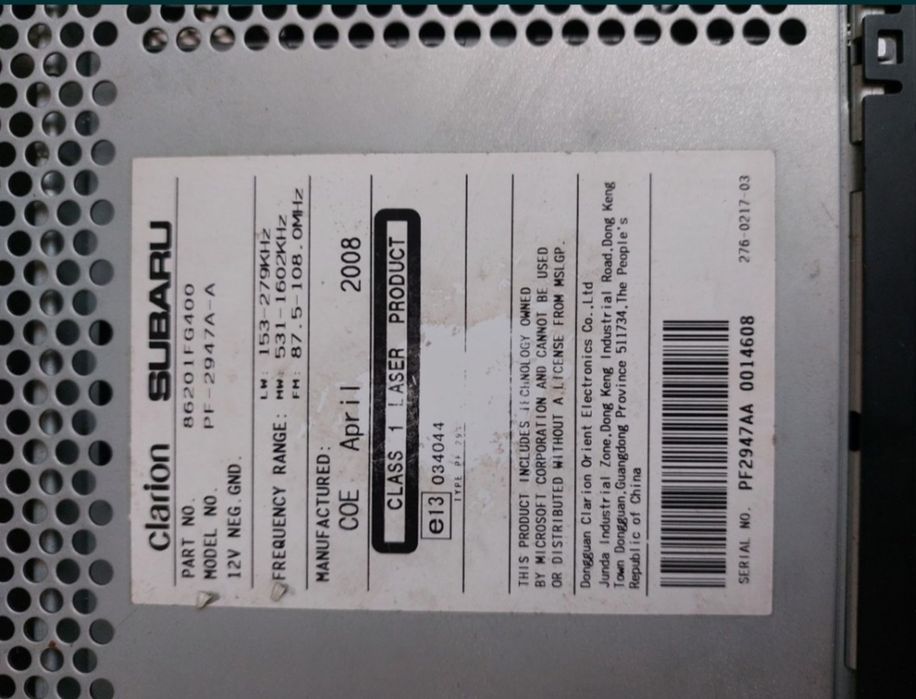 Clarion SUBARU
PART NO. 86201FG400
MODEL NO. PF-2947A-A
12V NEG.GND.
LW: 153-279KHz
FREQUENCY RANGE: MW: 531-1602KHz
FM: 87.5-108.0MHz
MANUFACTURED:
COE April 2008
CLASS 1 LASER PRODUCT
e13 034044
TYPE
THIS PRODUCT INCLUDES TECHNOLOGY OWNED
BY MICROSOFT CORPORATION AND CANNOT BE USED
OR DISTRIBUTED WITHOUT A LICENSE FROM MSLGP.
Dongguan Clarion Orient Electronics Co.,Ltd
Junda Industrial Zone,Dong Keng Industrial Road,Dong Keng
Town Dongguan,Guangdong Province 511734,The People's
Republic of China
SERIAL NO. PF2947AA 0014608 276-0217-03